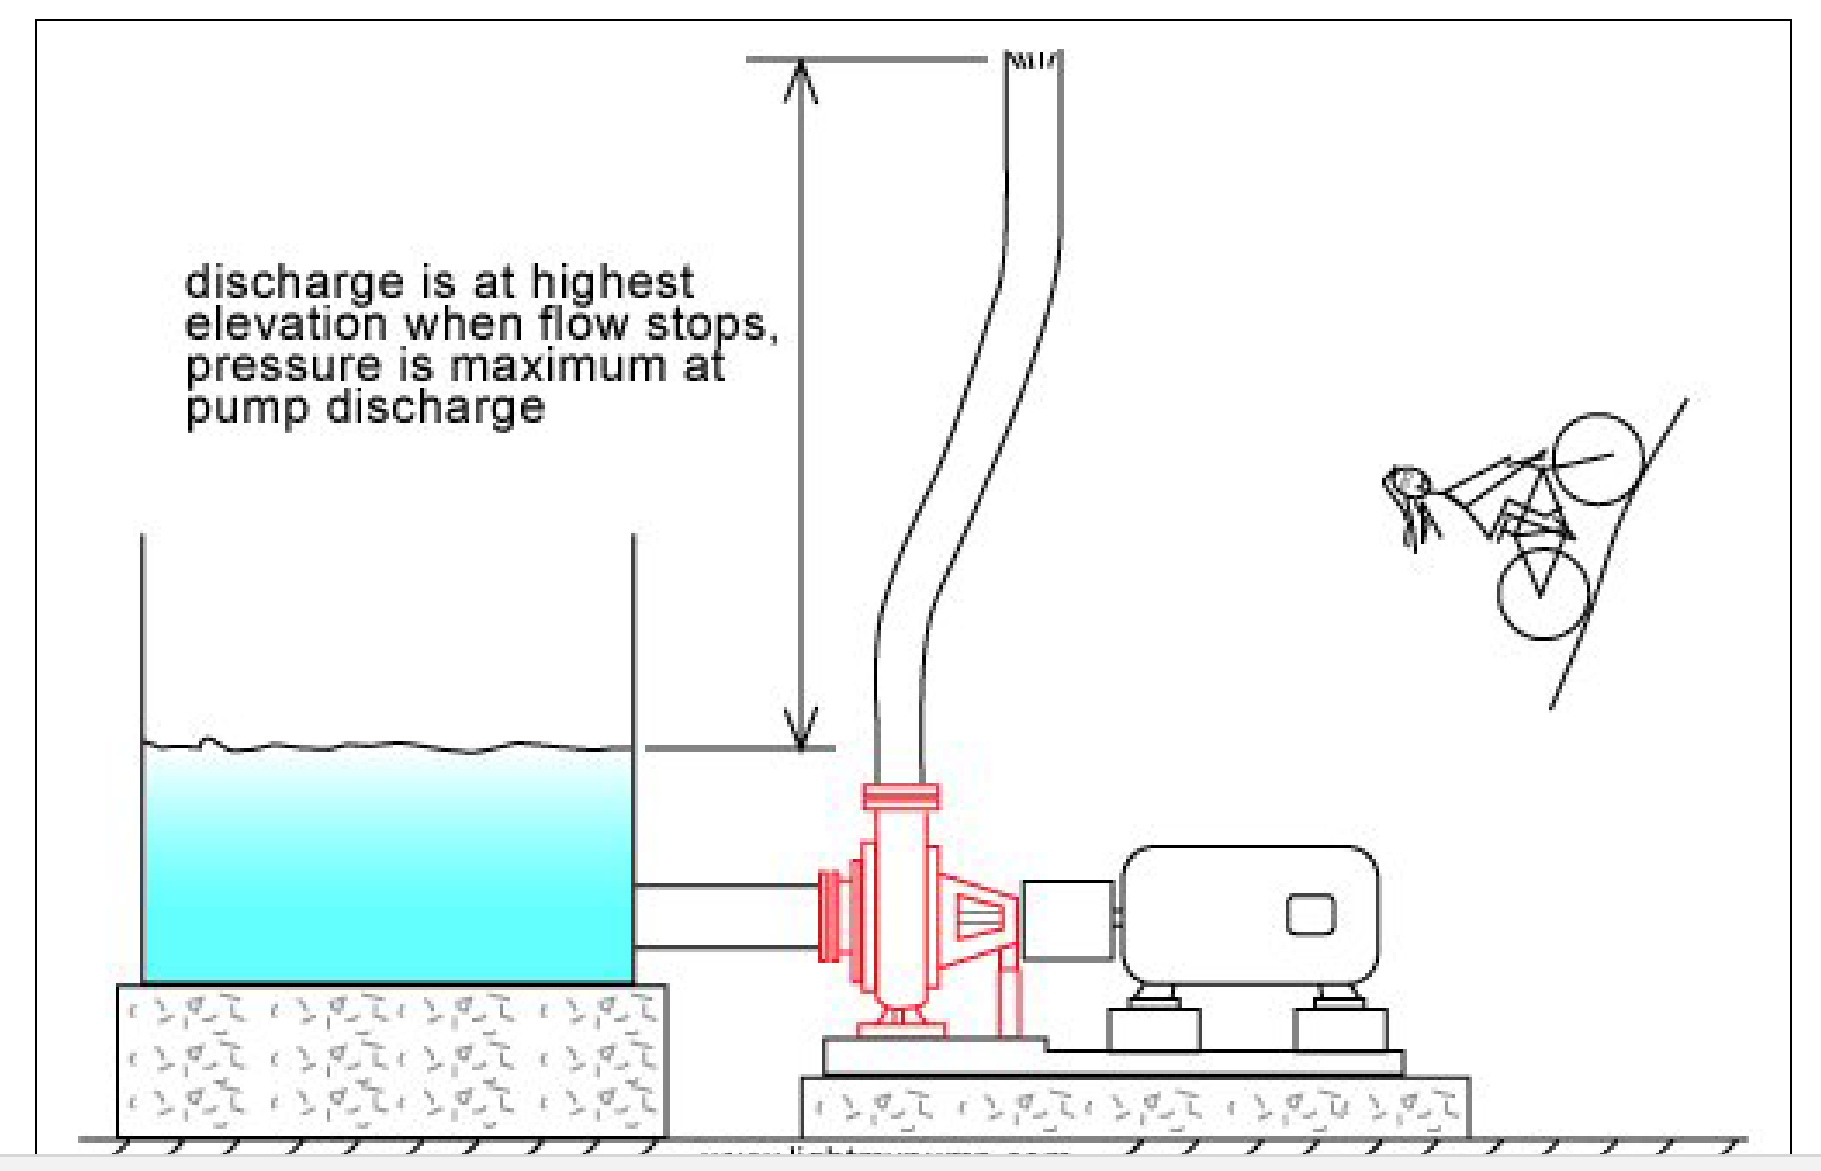 discharge is at highest
elevation when flow stops,
pressure is maximum at
pump discharge